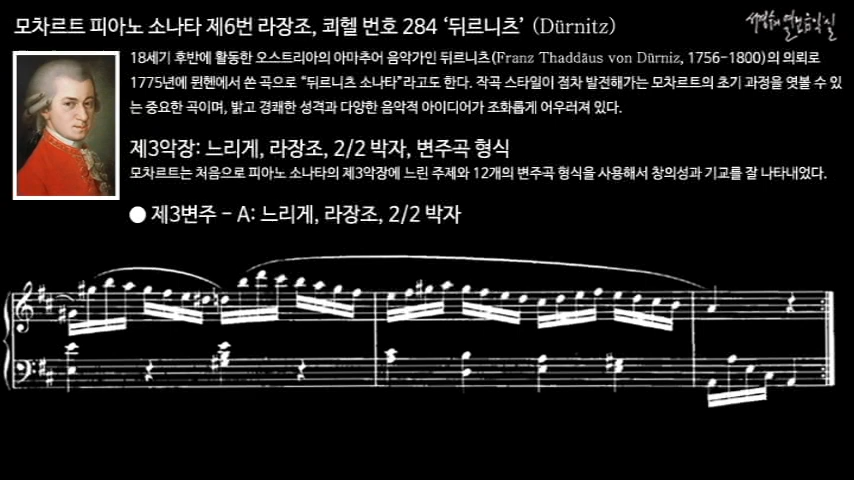 모차르트 피아노 소나타 제6번 라장조, 쾨헬 번호 284 ‘뒤르니츠’ (Dürnitz)
서정원의 열린음악실
18세기 후반에 활동한 오스트리아의 아마추어 음악가인 뒤르니츠(Franz Thaddäus von Dürniz, 1756-1800)의 의뢰로
1775년에 뮌헨에서 쓴 곡으로 “뒤르니츠 소나타”라고도 한다. 작곡 스타일이 점차 발전해가는 모차르트의 초기 과정을 엿볼 수 있
는 중요한 곡이며, 밝고 경쾌한 성격과 다양한 음악적 아이디어가 조화롭게 어우러져 있다.
제3악장: 느리게, 라장조, 2/2 박자, 변주곡 형식
모차르트는 처음으로 피아노 소나타의 제3악장에 느린 주제와 12개의 변주곡 형식을 사용해서 창의성과 기교를 잘 나타내었다.
● 제3변주 - A: 느리게, 라장조, 2/2 박자